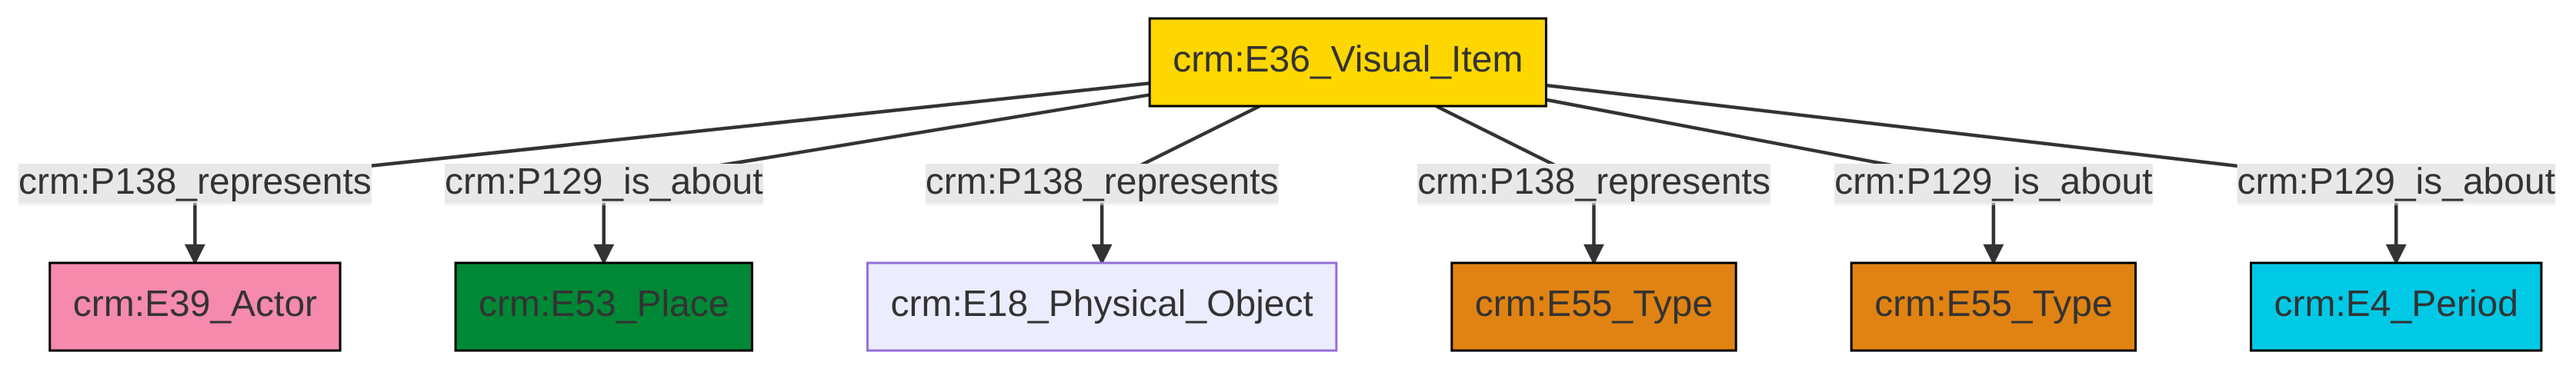 crm:E36_Visual_Item
crm:P138_represents
crm:P129_is_about
crm:P138_represents
crm:P138_represents
crm:P129_is_about
crm:P129_is_about
crm:E39_Actor
crm:E53_Place
crm:E18_Physical_Object
crm:E55_Type
crm:E55_Type
crm:E4_Period